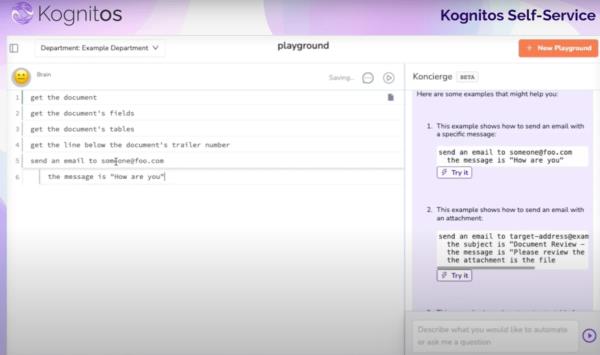 Kognitos
Kognitos Self-Service
Department: Example Department
playground
+ New Playground
Brain
Saving...
Koncierge BETA
1 get the document
2 get the document's fields
3 get the document's tables
4 get the line below the document's trailer number
5 send an email to someone@foo.com
6 the message is "How are you"
Here are some examples that might help you:
1. This example shows how to send an email with
a specific message:
send an email to someone@foo.com
the message is "How are you"
Try it
2. This example shows how to send an email with
an attachment:
send an email to target-address@exam
the subject is "Document Review -
the message is "Please review the
the attachment is the file
Try it
Describe what you would like to automate
or ask me a question